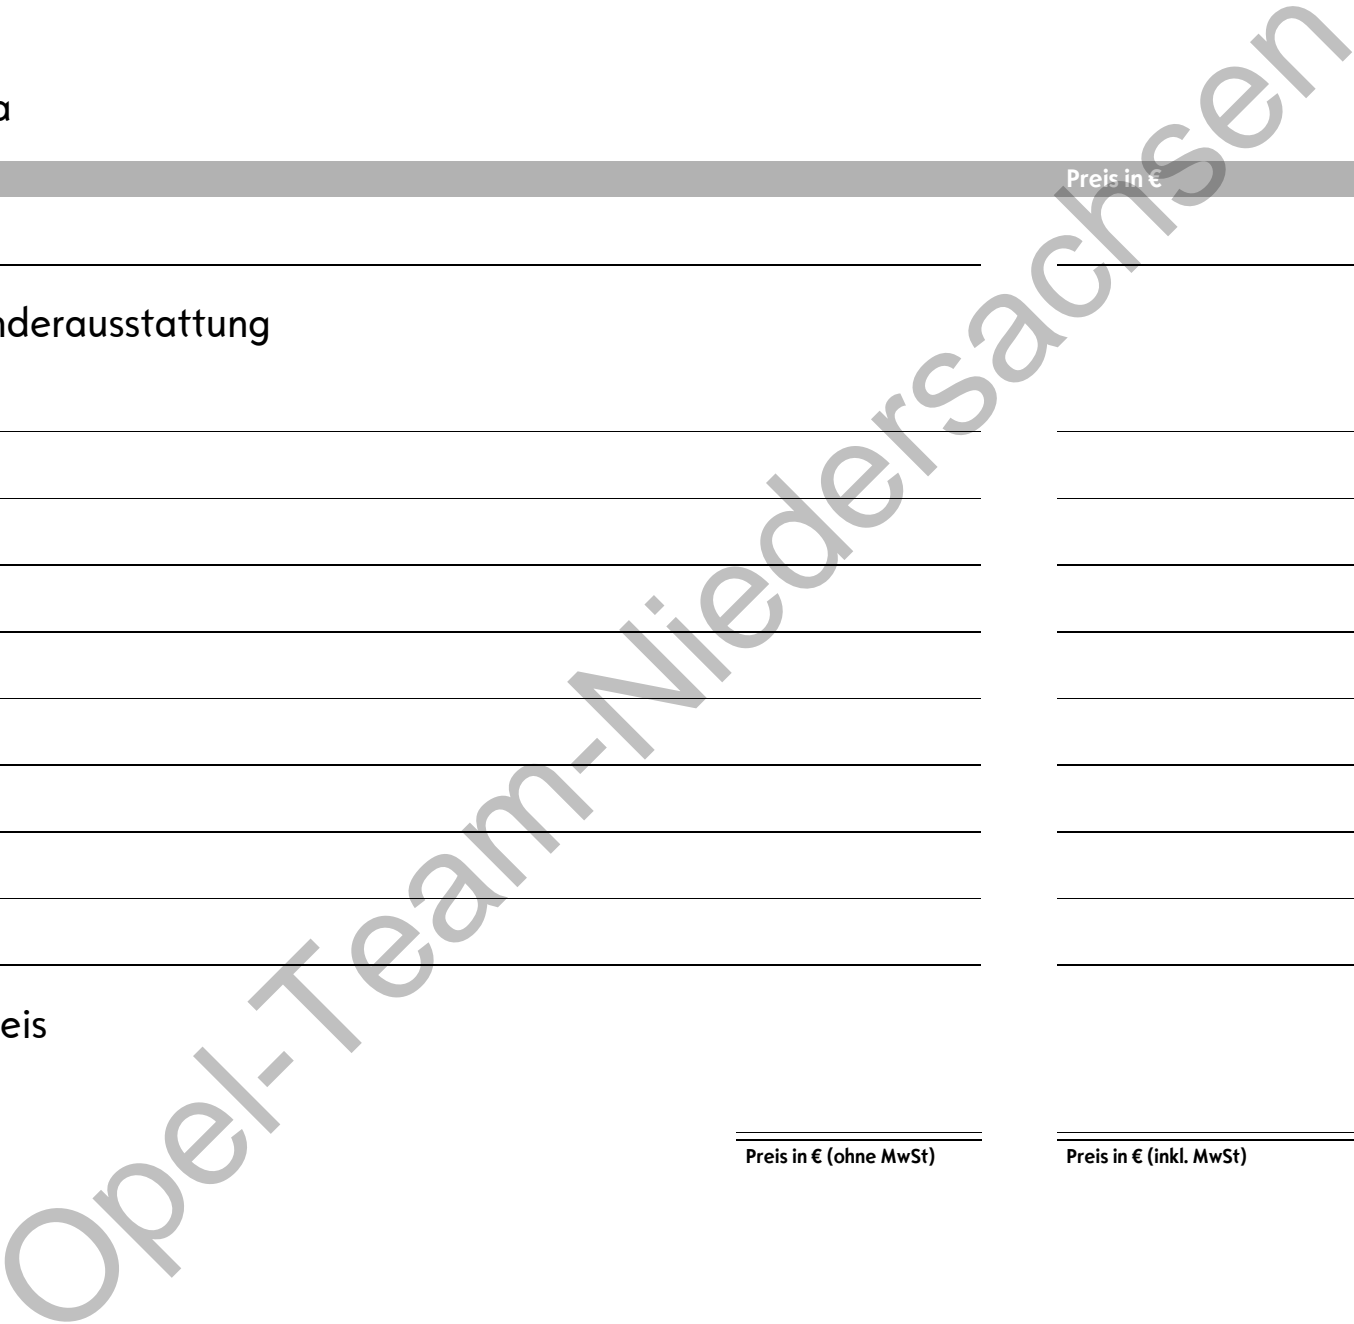 a
Preis in €
nderausstattung
eis
Preis in € (ohne MwSt) Preis in € (inkl. MwSt)
Opel-Team-Niedersachsen